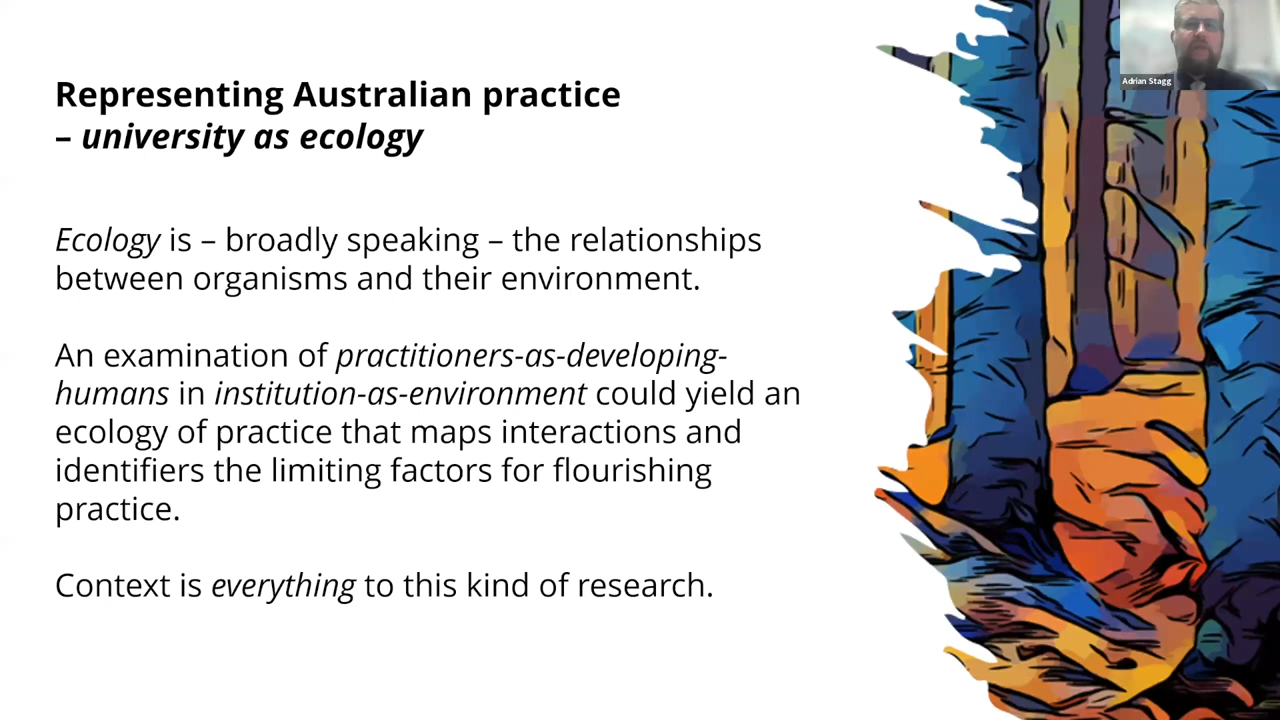 Representing Australian practice
– university as ecology
Ecology is – broadly speaking – the relationships
between organisms and their environment.
An examination of practitioners-as-developing-
humans in institution-as-environment could yield an
ecology of practice that maps interactions and
identifiers the limiting factors for flourishing
practice.
Context is everything to this kind of research.
Adrian Stagg